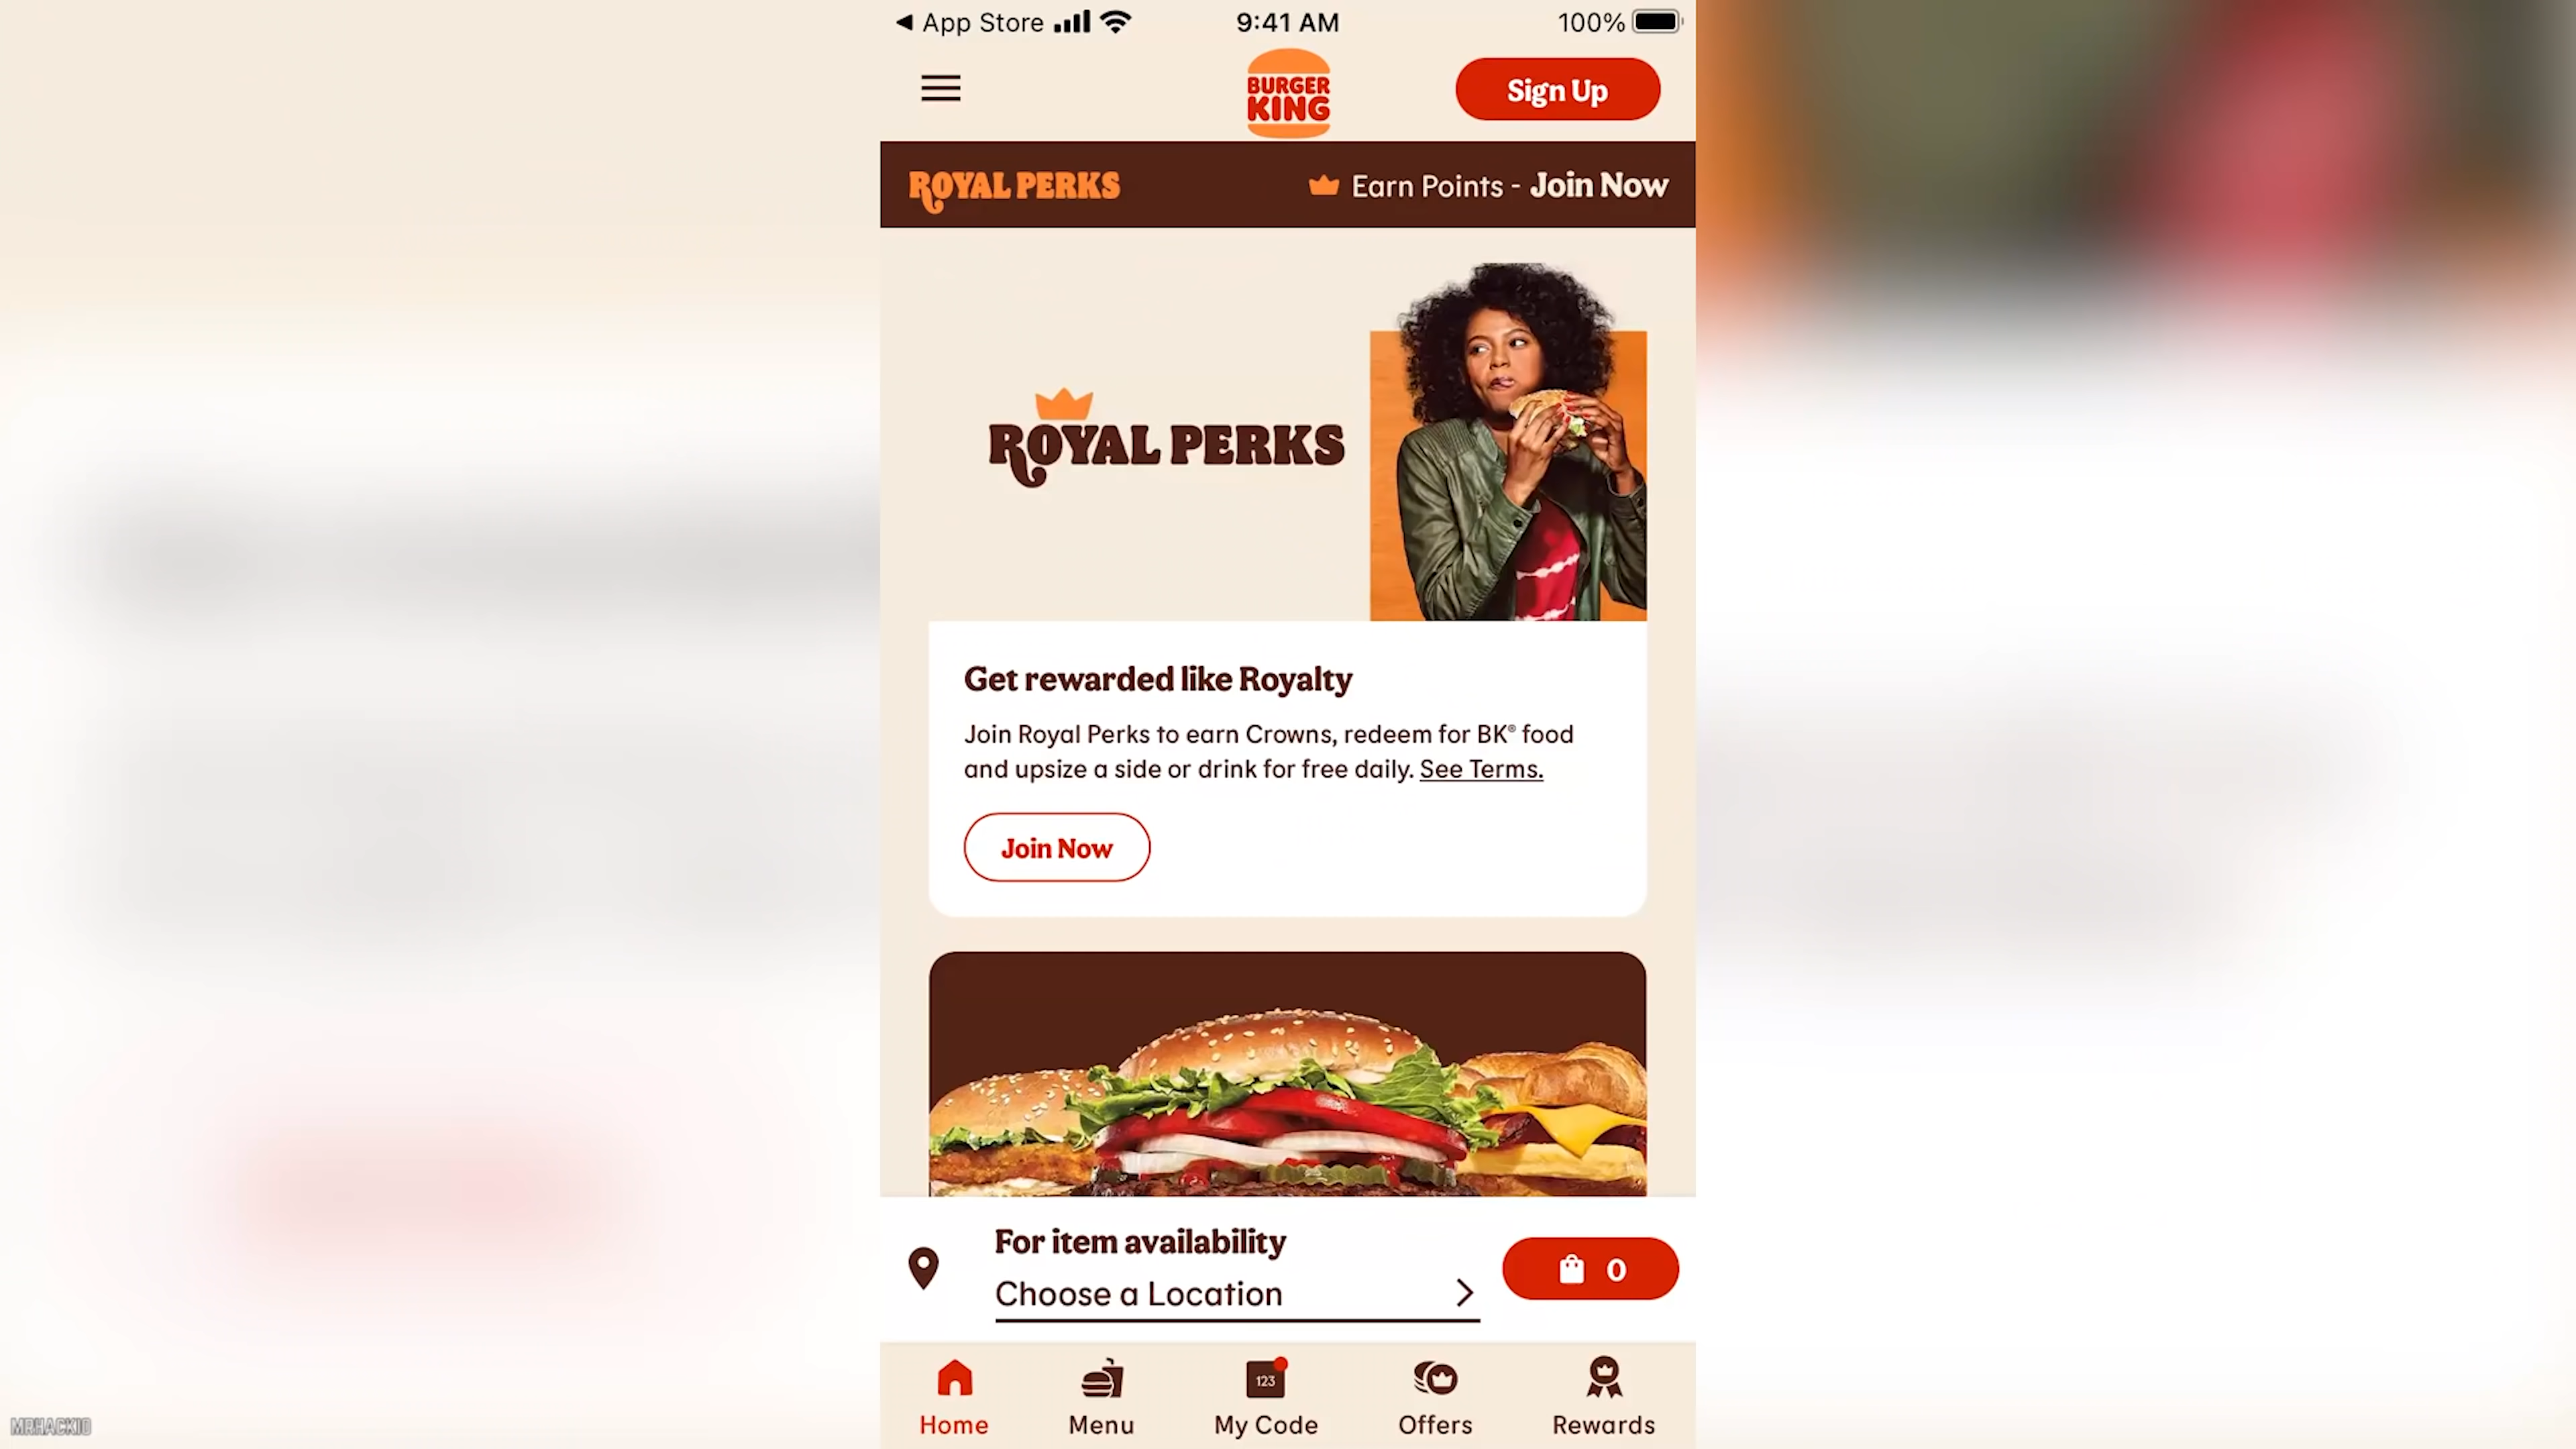 App Store
9:41 AM
100%
BURGER
KING
Sign Up
ROYAL PERKS
Earn Points - Join Now
ROYAL PERKS
Get rewarded like Royalty
Join Royal Perks to earn Crowns, redeem for BK® food
and upsize a side or drink for free daily. See Terms.
Join Now
For item availability
Choose a Location
0
123
Home
Menu
My Code
Offers
Rewards
MRHACKIO